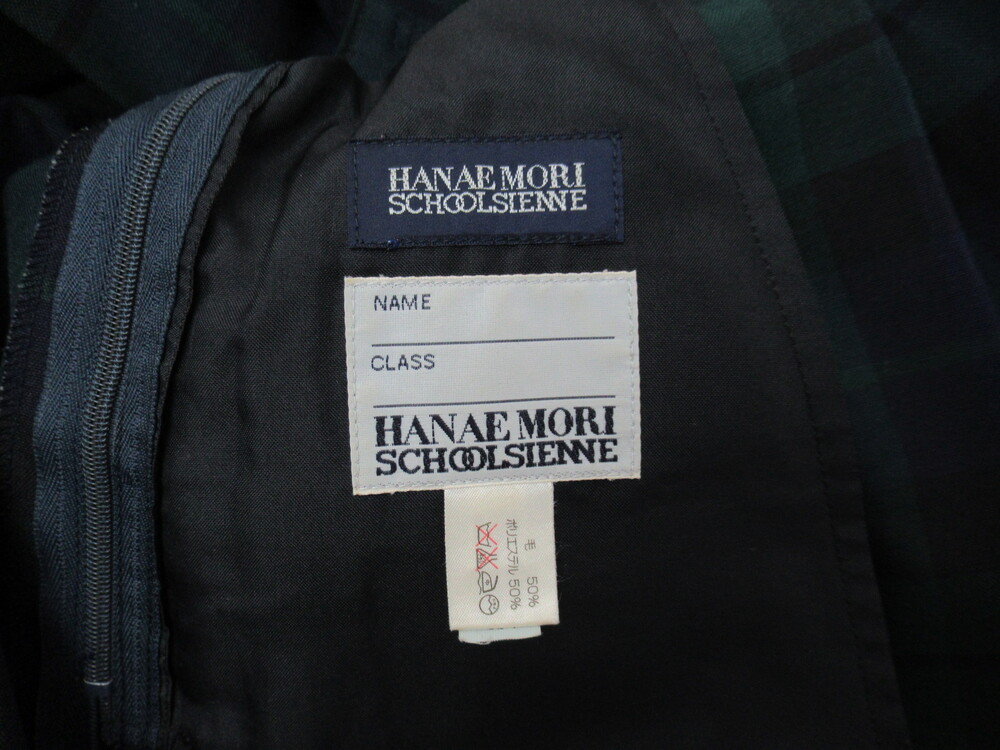 HANAE MORI
SCHOOLSIENNE
NAME
CLASS
HANAE MORI
SCHOOLSIENNE
毛 50%
ポリエステル 50%